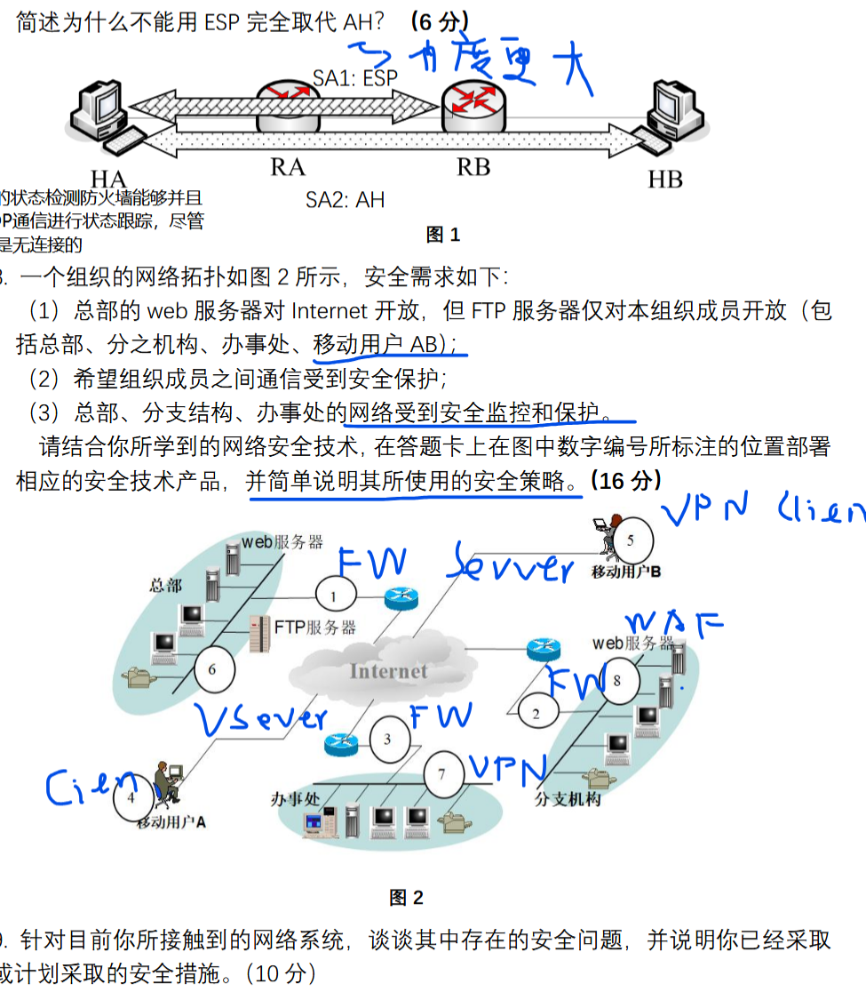 简述为什么不能用 ESP 完全取代 AH？（6 分）
度更大
SA1: ESP
HA
RA
RB
HB
SA2: AH
的状态检测防火墙能够并且
P通信进行状态跟踪，尽管
是无连接的
图 1
一个组织的网络拓扑如图 2 所示，安全需求如下：
（1）总部的 web 服务器对 Internet 开放，但 FTP 服务器仅对本组织成员开放（包
括总部、分之机构、办事处、移动用户 AB）；
（2）希望组织成员之间通信受到安全保护；
（3）总部、分支结构、办事处的网络受到安全监控和保护。
请结合你所学到的网络安全技术，在答题卡上在图中数字编号所标注的位置部署
相应的安全技术产品，并简单说明其所使用的安全策略。（16 分）
VPN Clien
5
移动用户B
web服务器
FW
Server
总部
1
FTP服务器
WAF
web服务器
6
Internet
FW
8
2
VSever
FW
3
7
VPN
Cien
4
移动用户A
办事处
分支机构
图 2
9. 针对目前你所接触到的网络系统，谈谈其中存在的安全问题，并说明你已经采取
或计划采取的安全措施。（10 分）